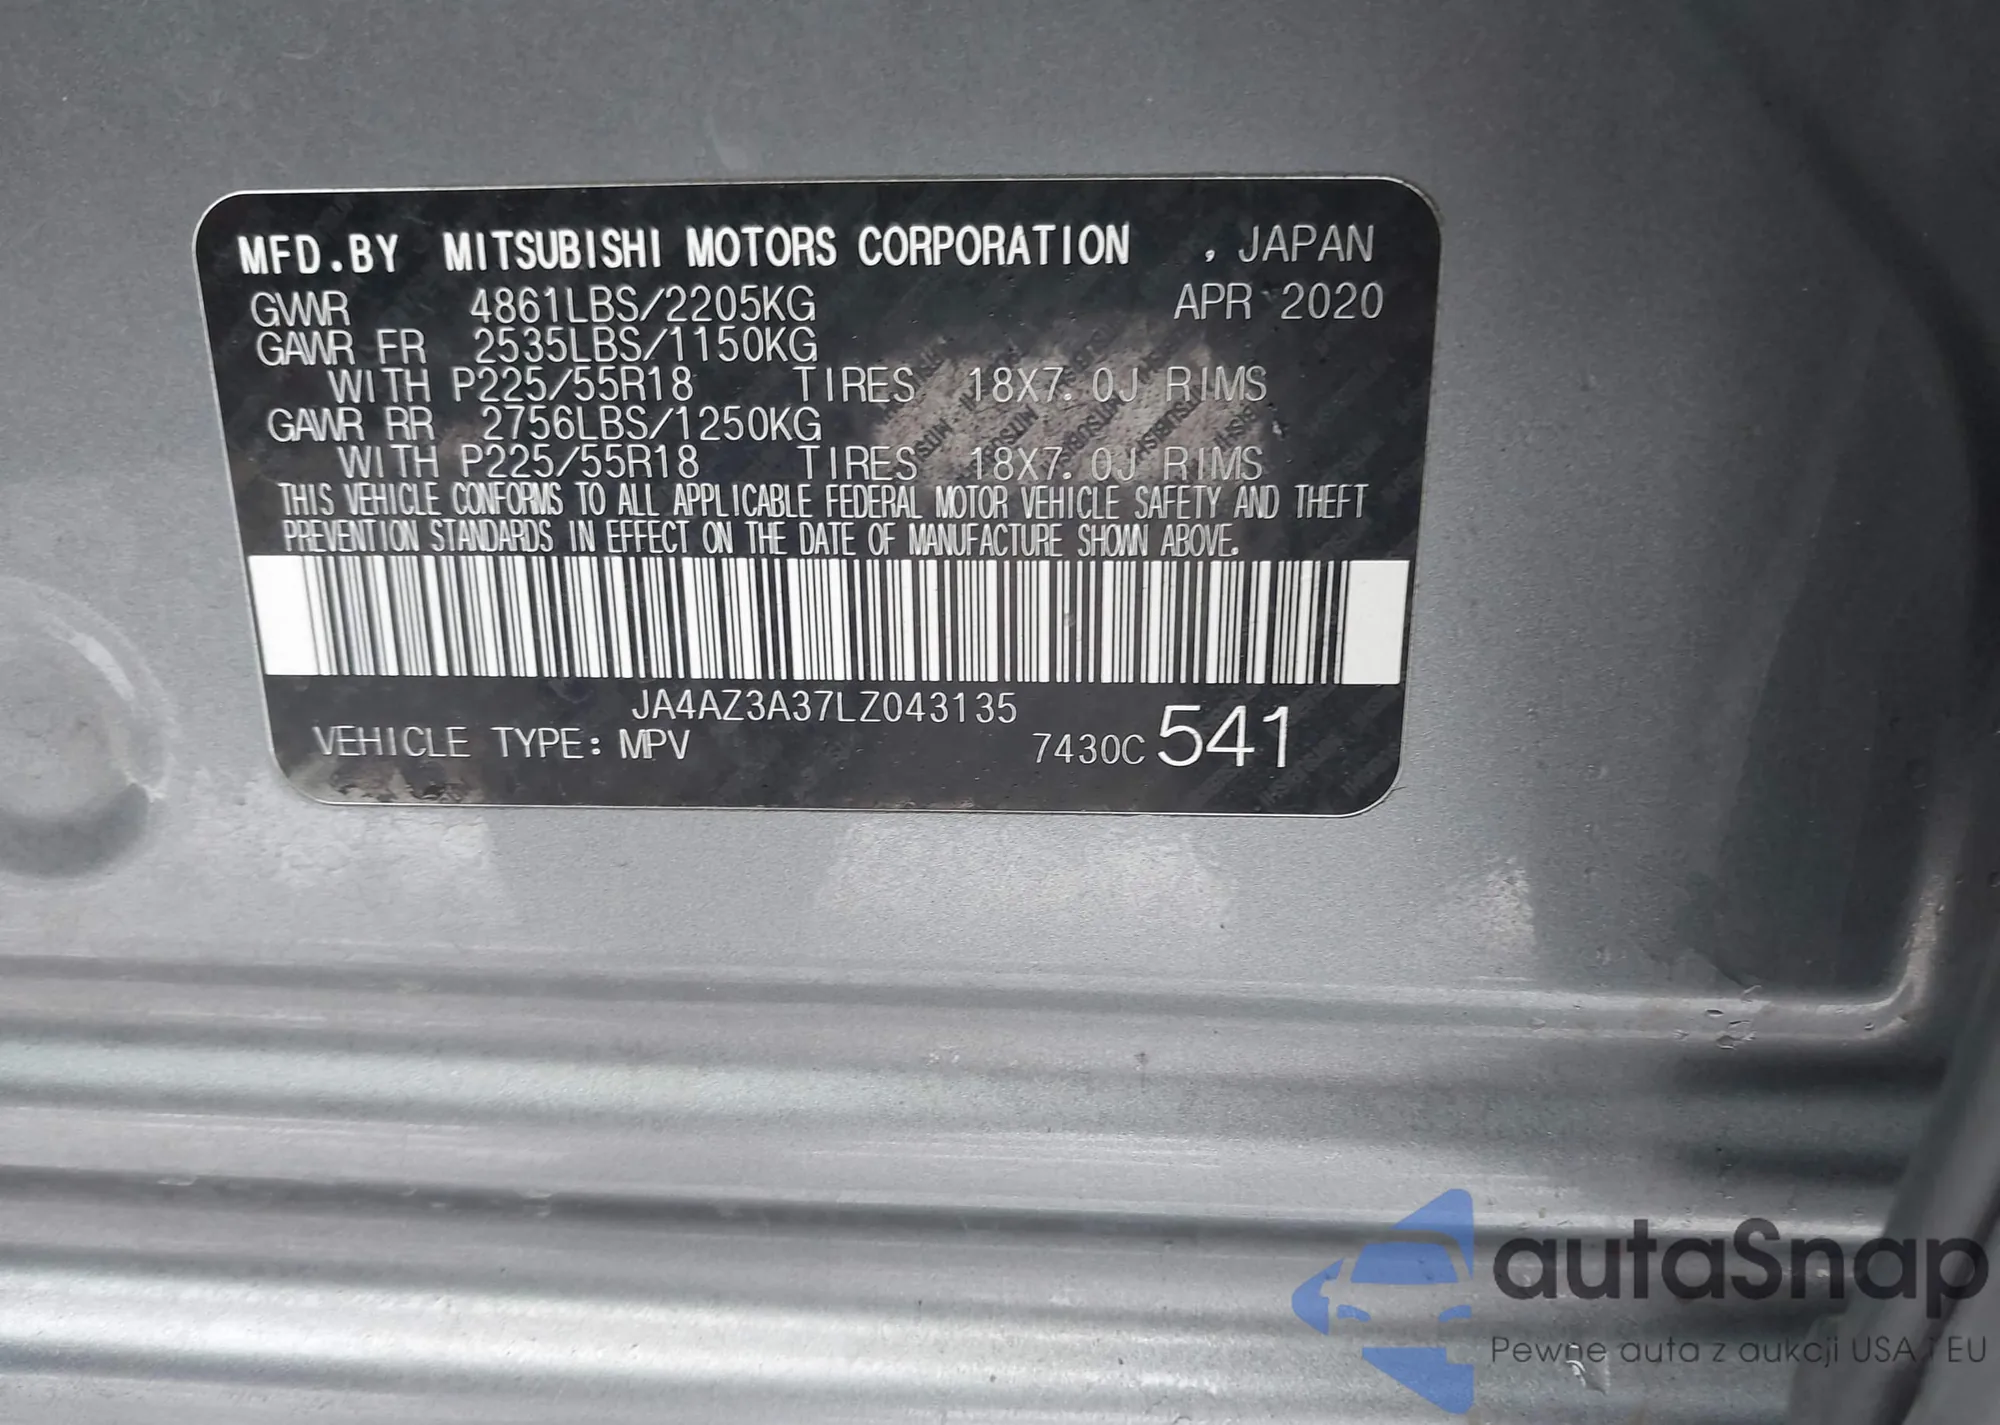 MFD.BY MITSUBISHI MOTORS CORPORATION , JAPAN
GVWR 4861LBS/2205KG APR 2020
GAWR FR 2535LBS/1150KG
WITH P225/55R18 TIRES 18X7.0J RIMS
GAWR RR 2756LBS/1250KG
WITH P225/55R18 TIRES 18X7.0J RIMS
THIS VEHICLE CONFORMS TO ALL APPLICABLE FEDERAL MOTOR VEHICLE SAFETY AND THEFT
PREVENTION STANDARDS IN EFFECT ON THE DATE OF MANUFACTURE SHOWN ABOVE.
JA4AZ3A37LZ043135
VEHICLE TYPE: MPV 7430C 541
autaSnap
Pewne auta z aukcji USA i EU